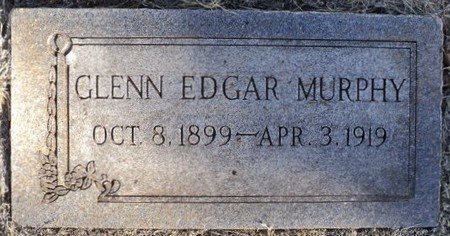 GLENN EDGAR MURPHY
OCT. 8, 1899—APR. 3, 1919